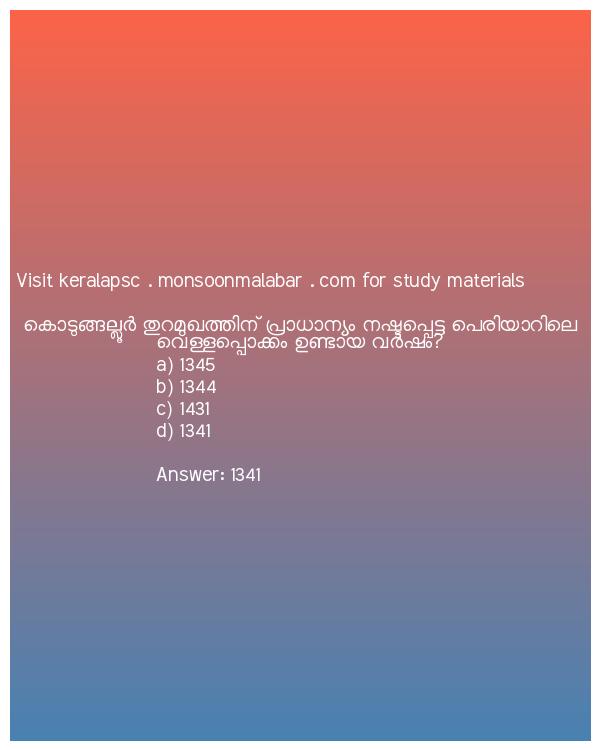 Visit keralapsc . monsoonmalabar . com for study materials
കൊടുങ്ങല്ലൂർ തുറമുഖത്തിന് പ്രാധാന്യം നഷ്ടപ്പെട്ട പെരിയാറിലെ
വെള്ളപ്പൊക്കം ഉണ്ടായ വർഷം?
a) 1345
b) 1344
c) 1431
d) 1341
Answer: 1341